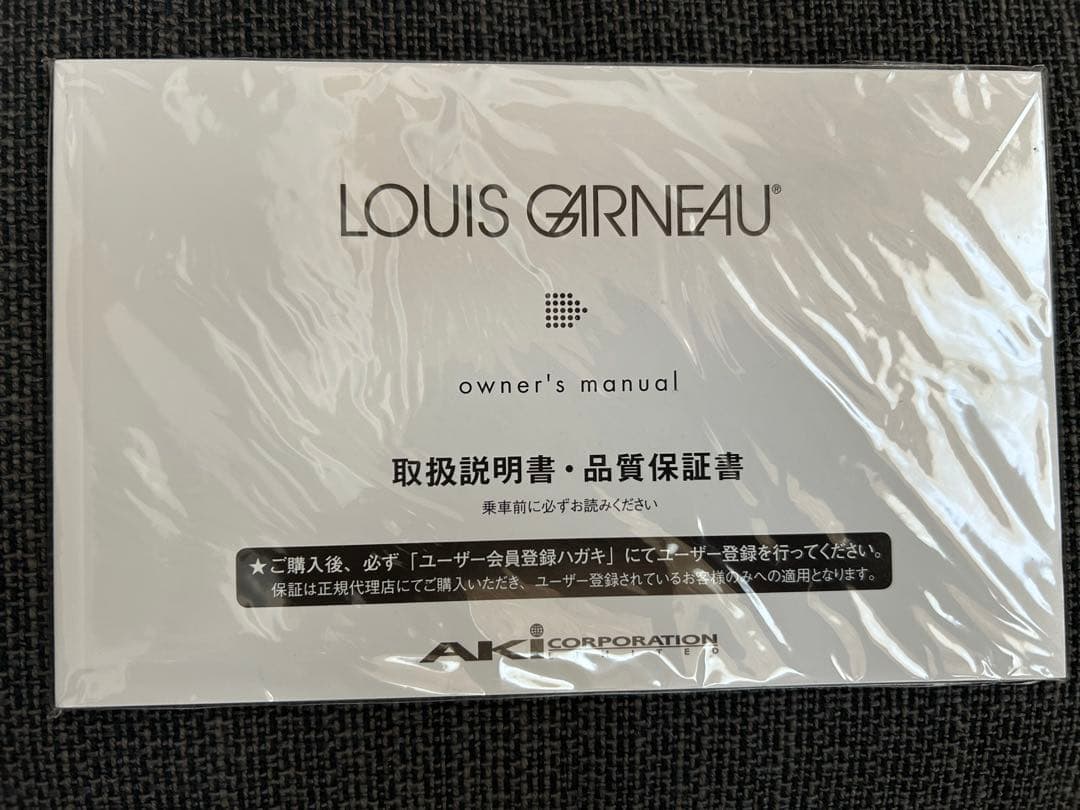 LOUIS GARNEAU®
owner's manual
取扱説明書・品質保証書
乗車前に必ずお読みください
★ご購入後、必ず「ユーザー会員登録ハガキ」にてユーザー登録を行ってください。
保証は正規代理店にてご購入いただき、ユーザー登録されているお客様のみへの適用となります。
AKi CORPORATION
LIMITED